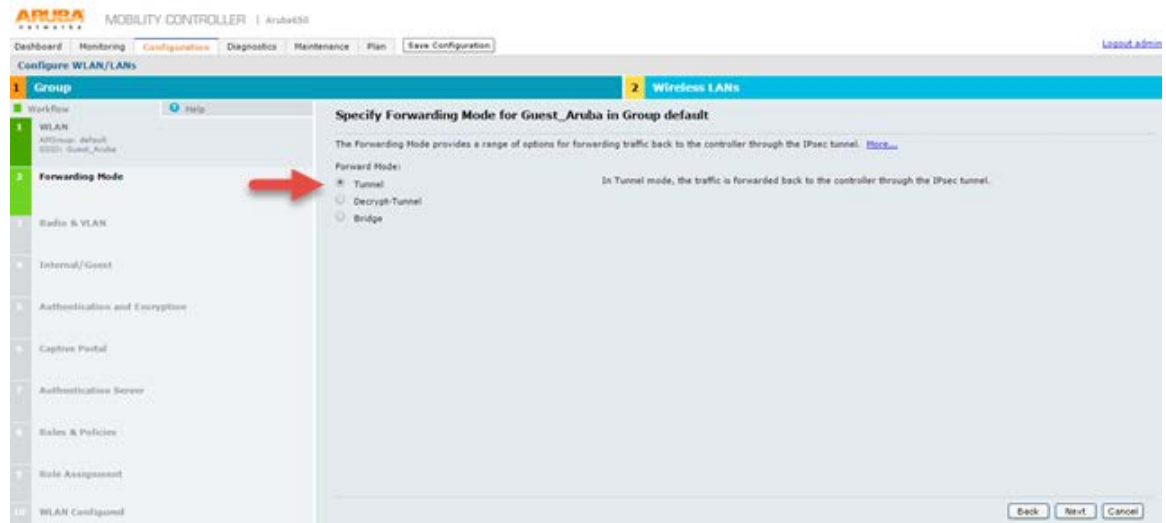 ARUBA networks MOBILITY CONTROLLER | Aruba650
Dashboard Monitoring Configuration Diagnostics Maintenance Plan Save Configuration Logout admin
Configure WLAN/LANs
1 Group 2 Wireless LANs
Workflow Help
1 WLAN
APGroup: default
SSID: Guest_Aruba
Specify Forwarding Mode for Guest_Aruba in Group default
The Forwarding Mode provides a range of options for forwarding traffic back to the controller through the IPsec tunnel. More...
2 Forwarding Mode
Forward Mode:
Tunnel
Decrypt-Tunnel
Bridge
In Tunnel mode, the traffic is forwarded back to the controller through the IPsec tunnel.
3 Radio & VLAN
4 Internal/Guest
5 Authentication and Encryption
6 Captive Portal
7 Authentication Server
8 Roles & Policies
9 Role Assignment
10 WLAN Configured
Back Next Cancel